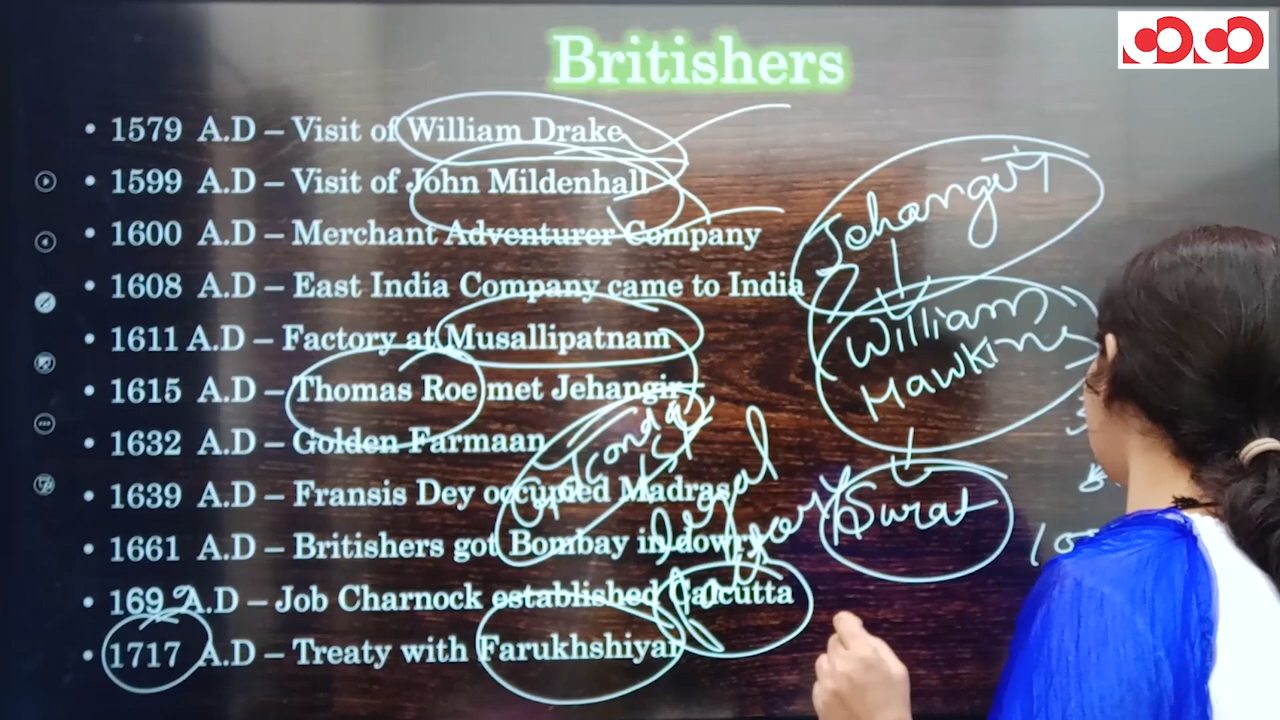 Britishers
• 1579 A.D – Visit of William Drake
• 1599 A.D – Visit of John Mildenhall
• 1600 A.D – Merchant Adventurer Company
• 1608 A.D – East India Company came to India
• 1611 A.D – Factory at Musallipatnam
• 1615 A.D – Thomas Roe met Jehangir
• 1632 A.D – Golden Farmaan
• 1639 A.D – Fransis Dey occupied Madras
• 1661 A.D – Britishers got Bombay in dowry
• 169 A.D – Job Charnock established Calcutta
• 1717 A.D – Treaty with Farukhshiyar
Jehangir
William
Hawkins
Surat